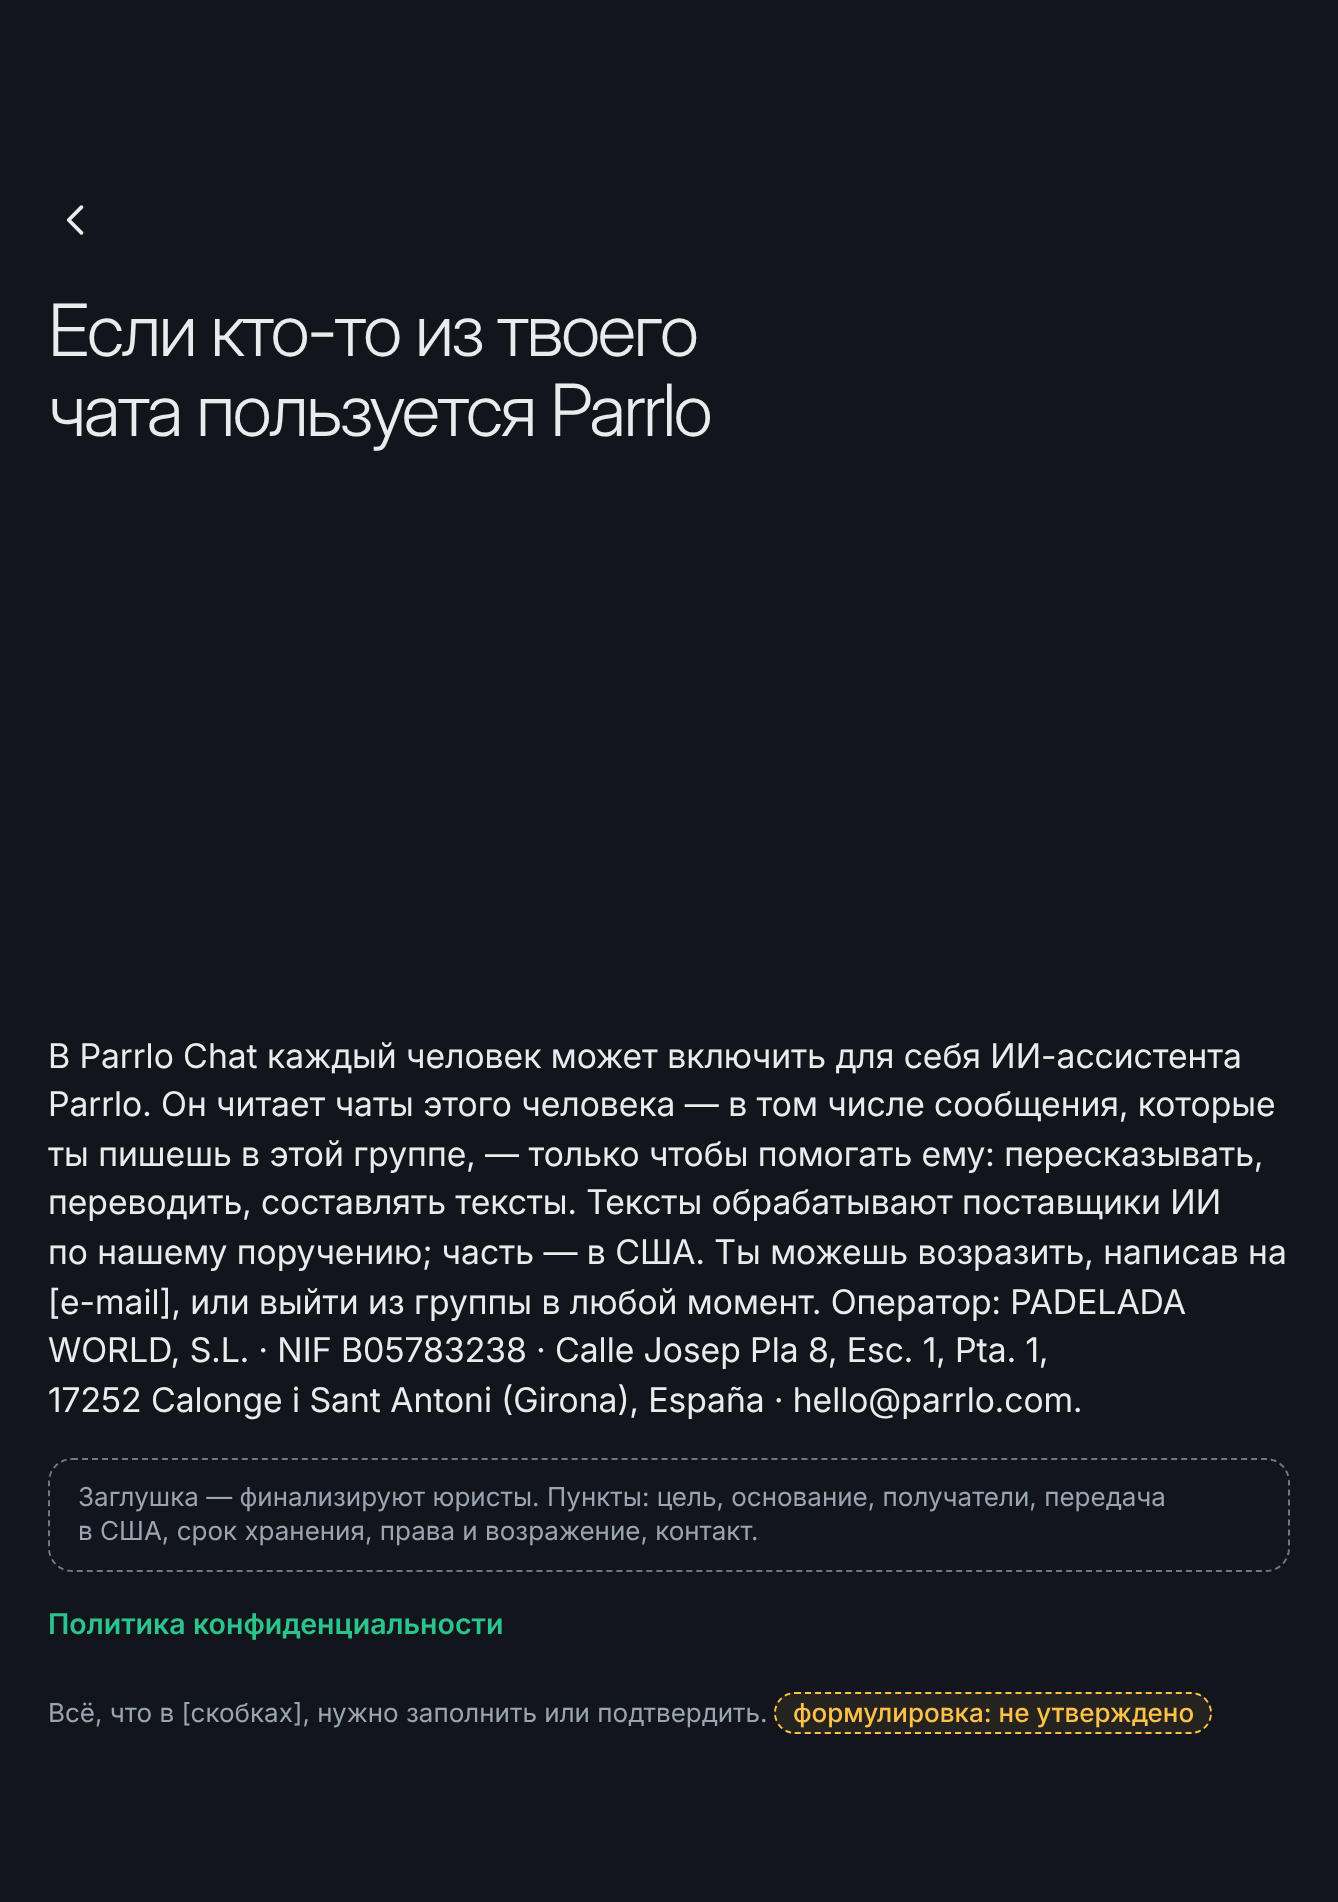 Если кто-то из твоего
чата пользуется Parrlo
В Parrlo Chat каждый человек может включить для себя ИИ-ассистента
Parrlo. Он читает чаты этого человека — в том числе сообщения, которые
ты пишешь в этой группе, — только чтобы помогать ему: пересказывать,
переводить, составлять тексты. Тексты обрабатывают поставщики ИИ
по нашему поручению; часть — в США. Ты можешь возразить, написав на
[e-mail], или выйти из группы в любой момент. Оператор: PADELADA
WORLD, S.L. · NIF B05783238 · Calle Josep Pla 8, Esc. 1, Pta. 1,
17252 Calonge i Sant Antoni (Girona), España · hello@parrlo.com.
Заглушка — финализируют юристы. Пункты: цель, основание, получатели, передача
в США, срок хранения, права и возражение, контакт.
Политика конфиденциальности
Всё, что в [скобках], нужно заполнить или подтвердить. формулировка: не утверждено